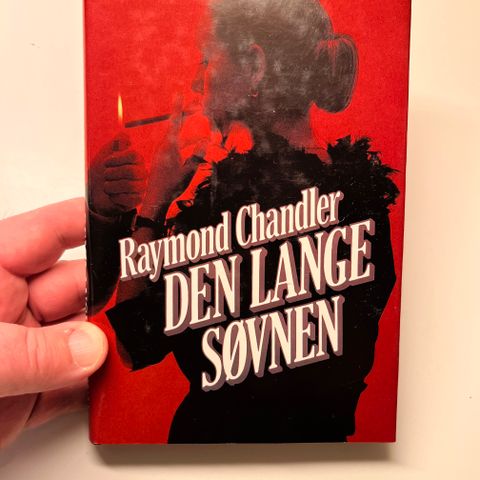 Raymond Chandler
DEN LANGE
SØVNEN